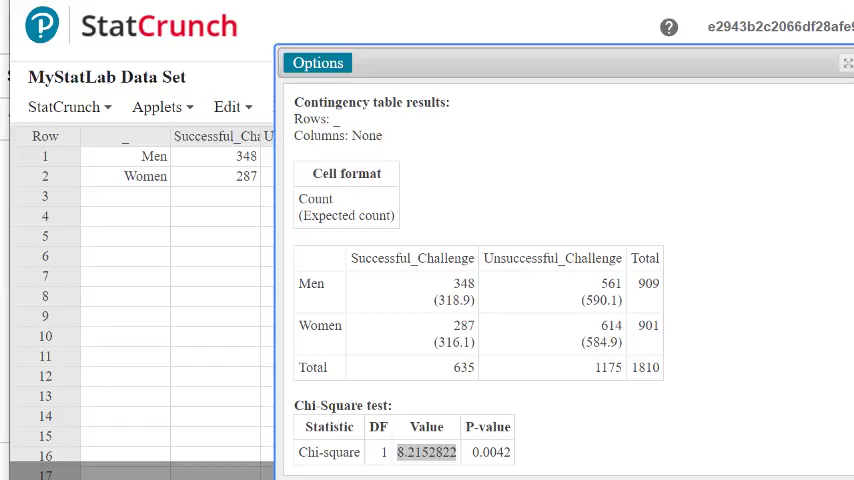 P
StatCrunch
e2943b2c2066df28afe9
MyStatLab Data Set
StatCrunch Applets Edit
Row _ Successful_Cha U
1 Men 348
2 Women 287
3
4
5
6
7
8
9
10
11
12
13
14
15
16
17
Options
Contingency table results:
Rows: _
Columns: None
Cell format
Count
(Expected count)
Successful_Challenge Unsuccessful_Challenge Total
Men 348 561 909
(318.9) (590.1)
Women 287 614 901
(316.1) (584.9)
Total 635 1175 1810
Chi-Square test:
Statistic DF Value P-value
Chi-square 1 8.2152822 0.0042